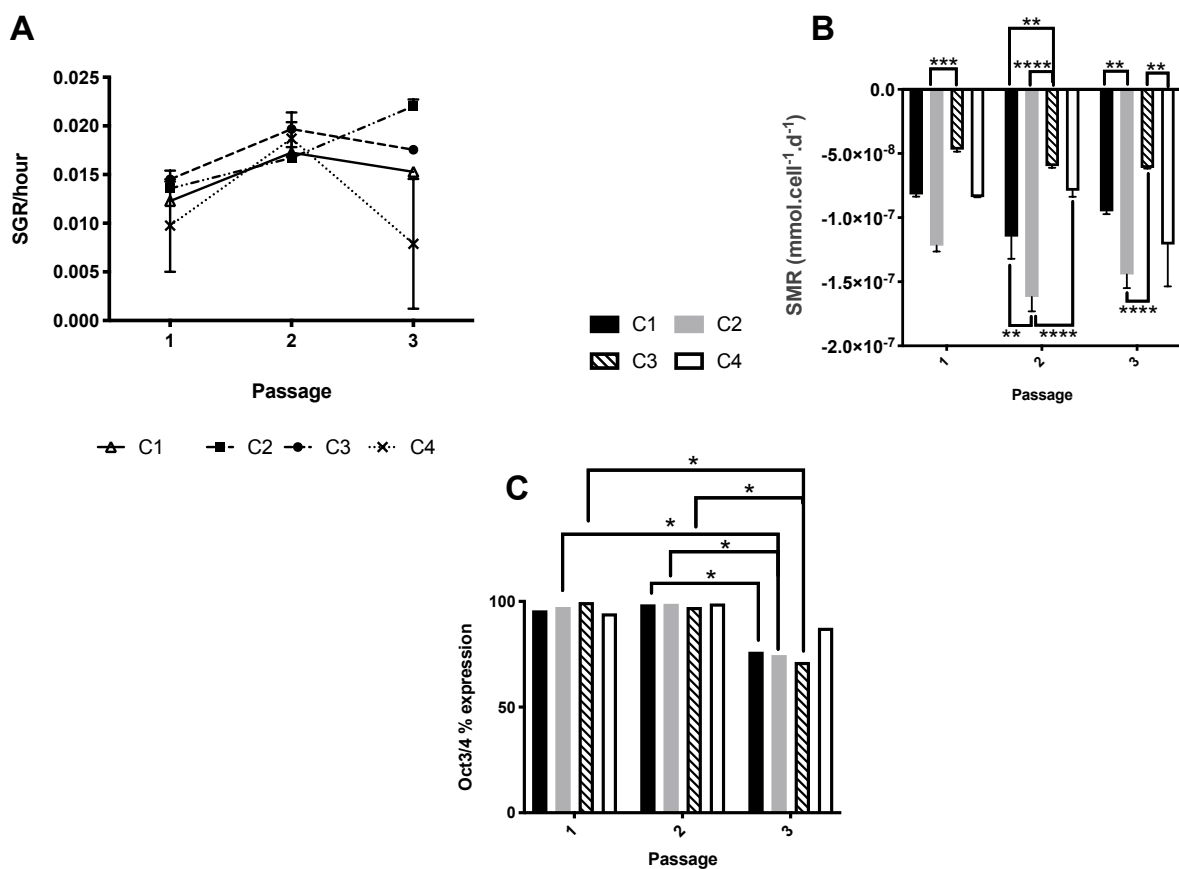 A
0.025
0.020
0.015
0.010
0.005
0.000
SGR/hour
1 2 3
Passage
C1 C2 C3 C4
B
** 
*** **** ** **
0.0
-5.0×10⁻⁸
-1.0×10⁻⁷
-1.5×10⁻⁷
-2.0×10⁻⁷
SMR (mmol.cell⁻¹.d⁻¹)
** **** ****
1 2 3
Passage
C1 C2
C3 C4
C
*
*
*
*
*
100
50
0
Oct3/4 % expression
1 2 3
Passage